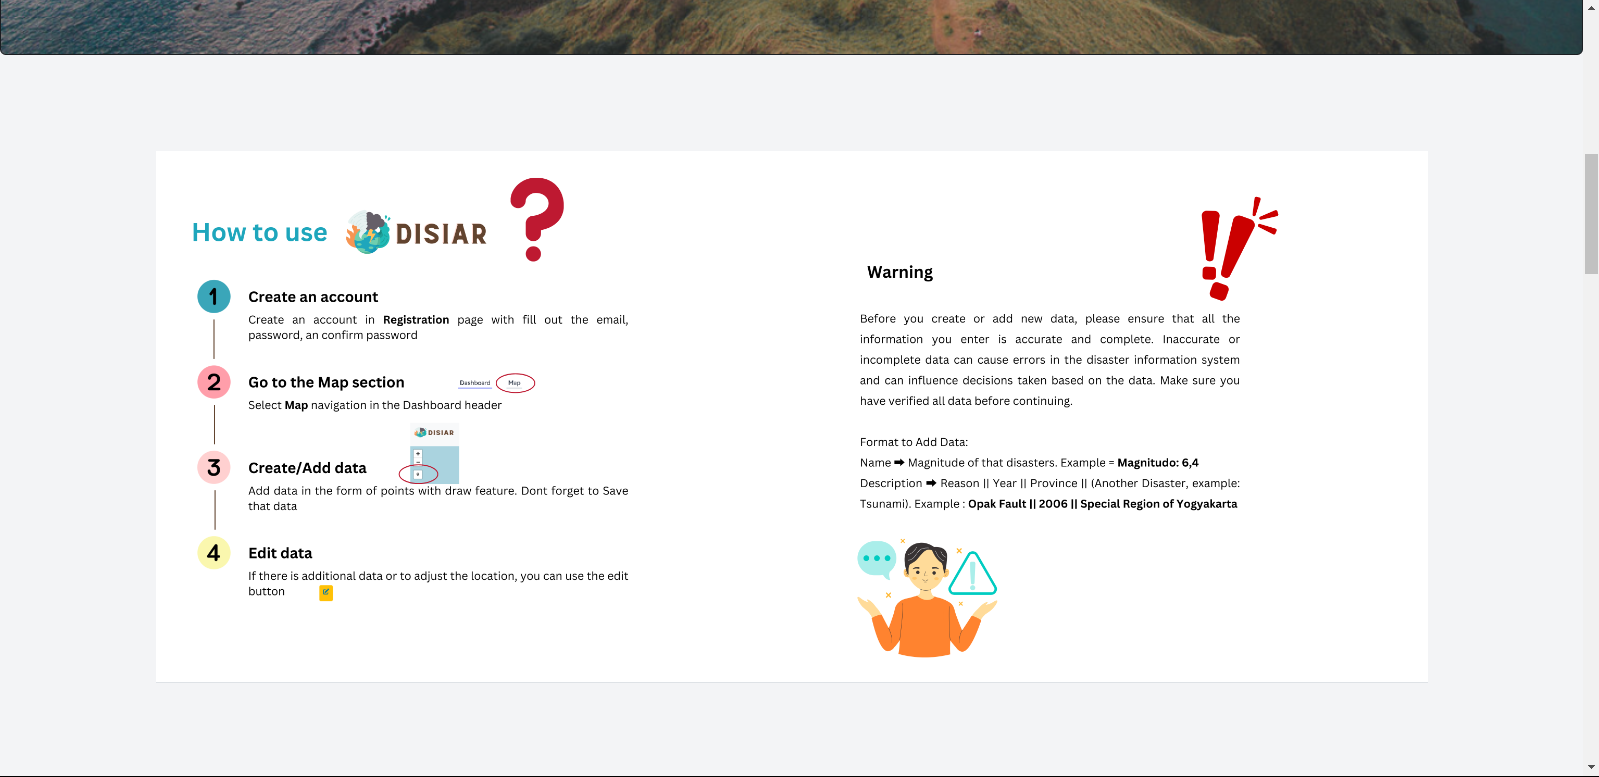 How to use DISIAR ?
1 Create an account
Create an account in Registration page with fill out the email,
password, an confirm password
2 Go to the Map section Dashboard Map
Select Map navigation in the Dashboard header
DISIAR
+
−
3 Create/Add data
Add data in the form of points with draw feature. Dont forget to Save
that data
4 Edit data
If there is additional data or to adjust the location, you can use the edit
button
!!
Warning
Before you create or add new data, please ensure that all the
information you enter is accurate and complete. Inaccurate or
incomplete data can cause errors in the disaster information system
and can influence decisions taken based on the data. Make sure you
have verified all data before continuing.
Format to Add Data:
Name ➡ Magnitude of that disasters. Example = Magnitudo: 6,4
Description ➡ Reason || Year || Province || (Another Disaster, example:
Tsunami). Example : Opak Fault || 2006 || Special Region of Yogyakarta